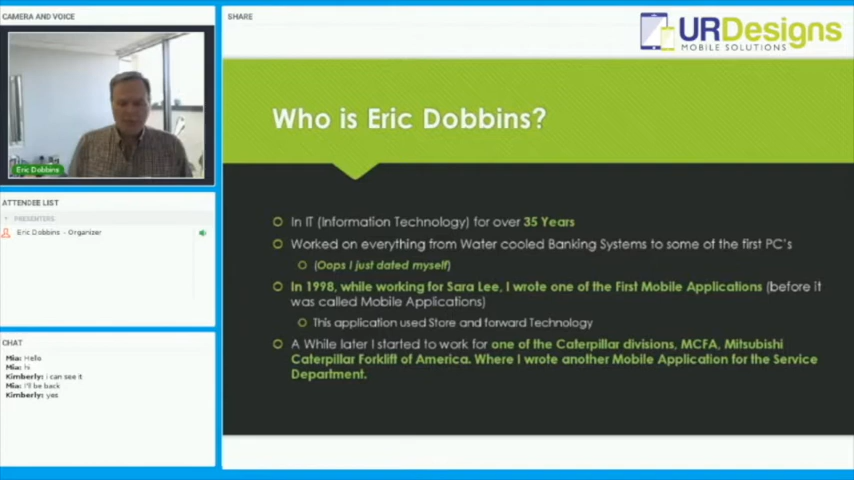 CAMERA AND VOICE
Eric Dobbins
ATTENDEE LIST
PRESENTERS
Eric Dobbins - Organizer
CHAT
Mia: Hello
Mia: hi
Kimberly: i can see it
Mia: I'll be back
Kimberly: yes
SHARE
URDesigns
MOBILE SOLUTIONS
Who is Eric Dobbins?
In IT (Information Technology) for over 35 Years
Worked on everything from Water cooled Banking Systems to some of the first PC's
(Oops I just dated myself)
In 1998, while working for Sara Lee, I wrote one of the First Mobile Applications (before it
was called Mobile Applications)
This application used Store and forward Technology
A While later I started to work for one of the Caterpillar divisions, MCFA, Mitsubishi
Caterpillar Forklift of America. Where I wrote another Mobile Application for the Service
Department.